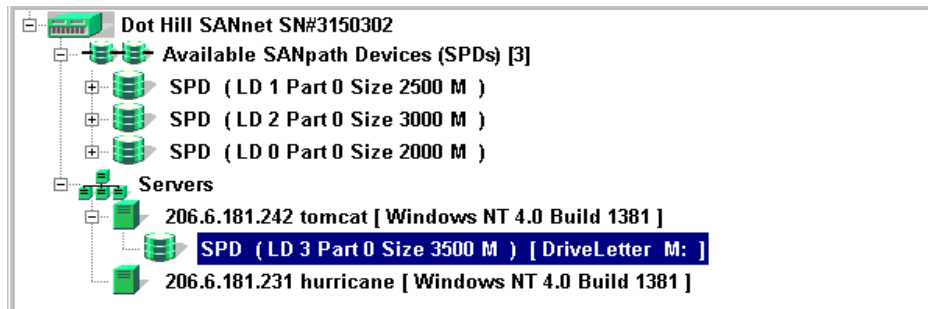 Dot Hill SANnet SN#3150302
Available SANpath Devices (SPDs) [3]
SPD ( LD 1 Part 0 Size 2500 M )
SPD ( LD 2 Part 0 Size 3000 M )
SPD ( LD 0 Part 0 Size 2000 M )
Servers
206.6.181.242 tomcat [ Windows NT 4.0 Build 1381 ]
SPD ( LD 3 Part 0 Size 3500 M ) [ DriveLetter M: ]
206.6.181.231 hurricane [ Windows NT 4.0 Build 1381 ]